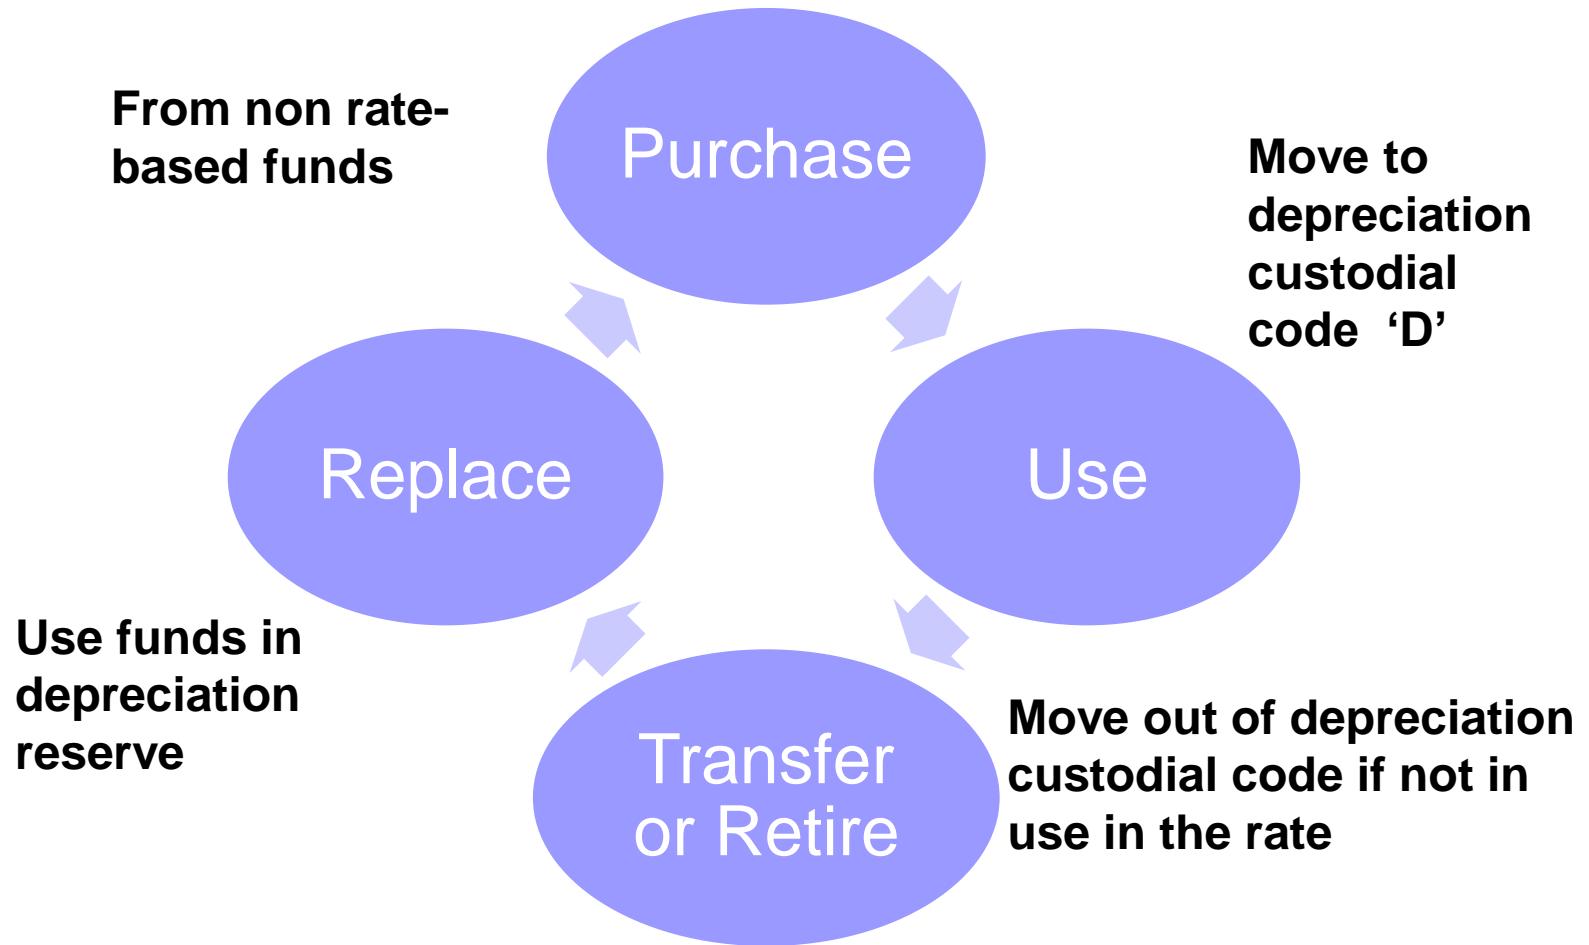 From non rate-
based funds
Purchase
Move to
depreciation
custodial
code  ‘D’
Replace
Use
Use funds in
depreciation
reserve
Transfer
or Retire
Move out of depreciation
custodial code if not in
use in the rate